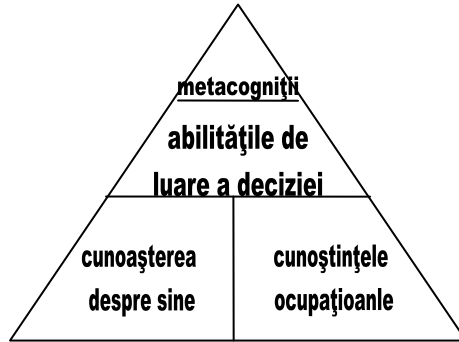 metacogniţii
abilităţile de
luare a deciziei
cunoaşterea
despre sine
cunoştinţele
ocupaţioanle